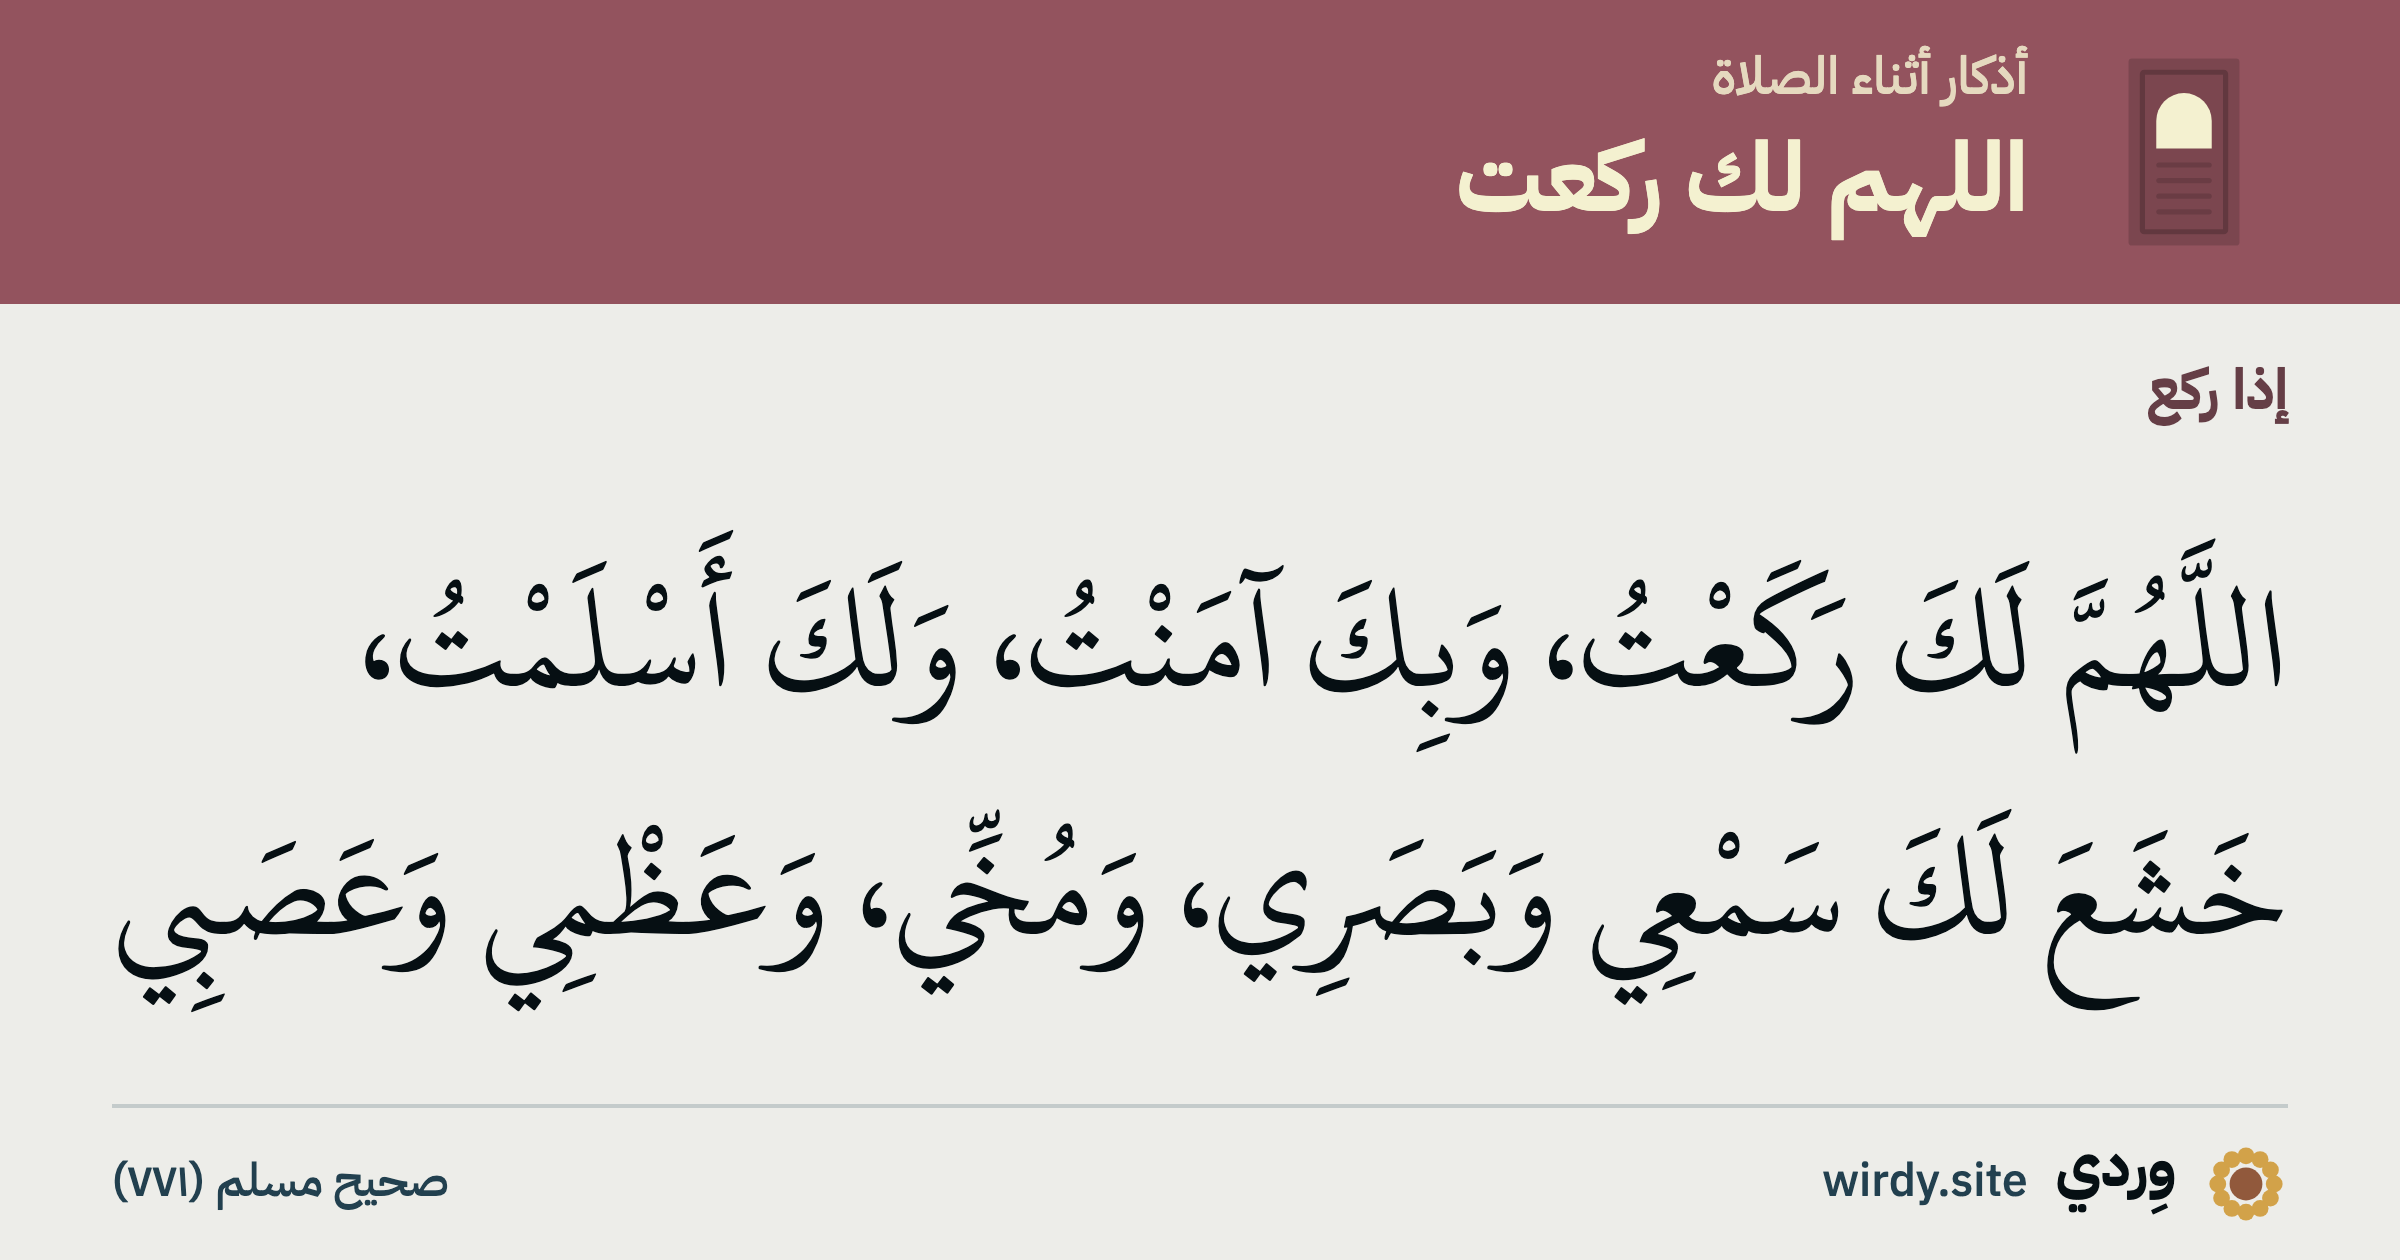 أذكار أثناء الصلاة
اللهم لك ركعت
إذا ركع
اللَّهُمَّ لَكَ رَكَعْتُ، وَبِكَ آمَنْتُ، وَلَكَ أَسْلَمْتُ،
خَشَعَ لَكَ سَمْعِي وَبَصَرِي، وَمُخِّي، وَعَظْمِي وَعَصَبِي
وِردي wirdy.site
صحيح مسلم (٧٧١)